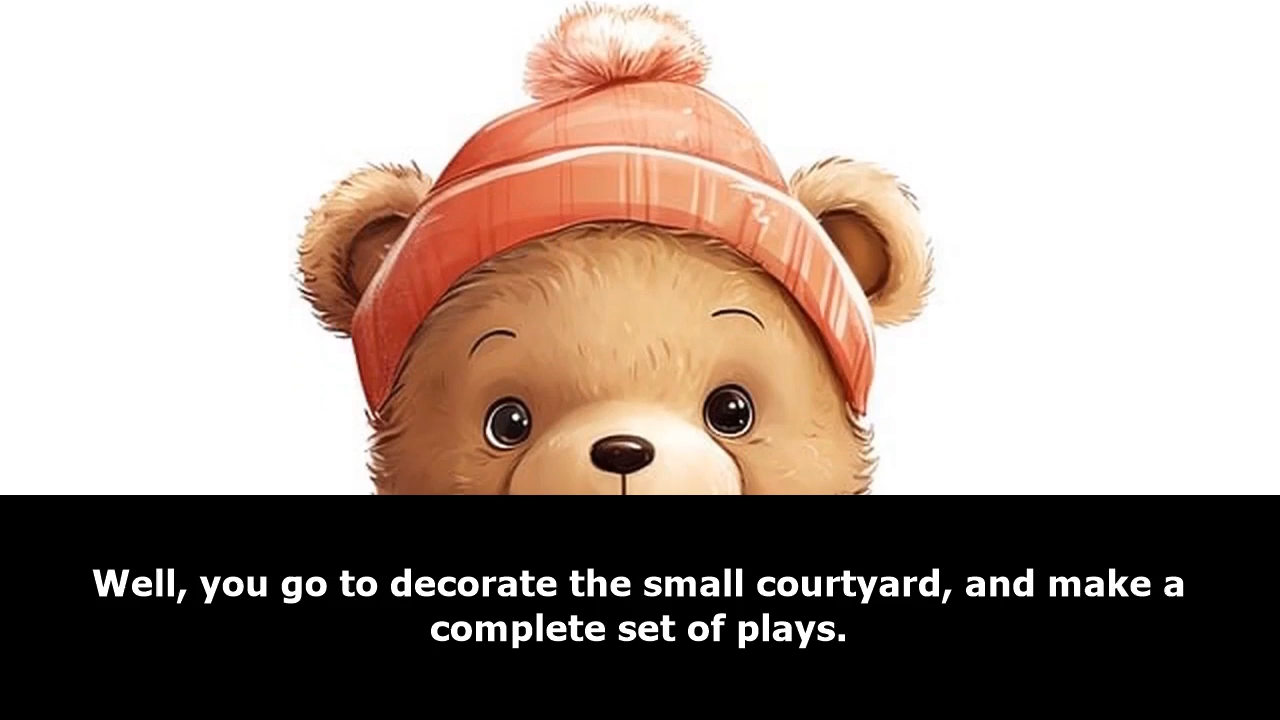 Well, you go to decorate the small courtyard, and make a
complete set of plays.